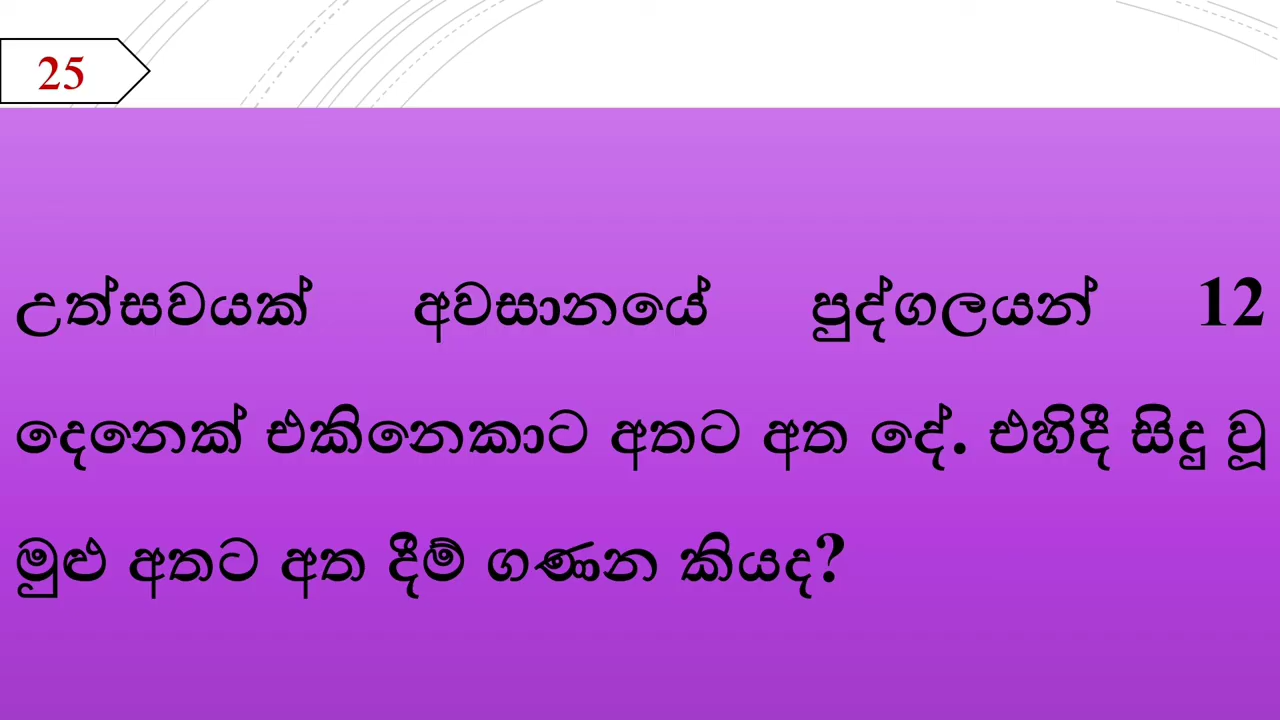 25
උත්සවයක් අවසානයේ පුද්ගලයන් 12
දෙනෙක් එකිනෙකාට අතට අත දේ. එහිදී සිදු වූ
මුළු අතට අත දීම් ගණන කියද?